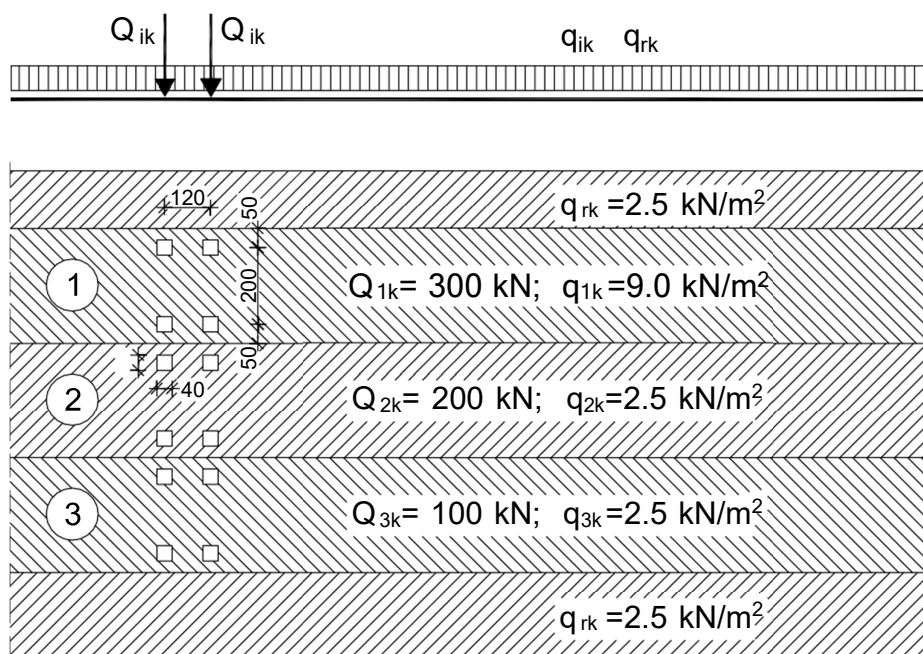 Q ik Q ik q ik q rk
120
50
q rk =2.5 kN/m²
1
200
Q 1k = 300 kN; q 1k =9.0 kN/m²
50
40
2
Q 2k = 200 kN; q 2k =2.5 kN/m²
3
Q 3k = 100 kN; q 3k =2.5 kN/m²
q rk =2.5 kN/m²